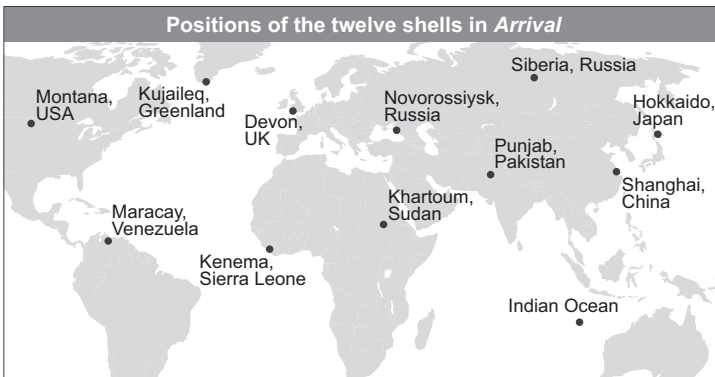 Positions of the twelve shells in Arrival
Siberia, Russia
Montana,
USA
Kujaileq,
Greenland
Novorossiysk,
Russia
Hokkaido,
Japan
Devon,
UK
Punjab,
Pakistan
Shanghai,
China
Khartoum,
Sudan
Maracay,
Venezuela
Kenema,
Sierra Leone
Indian Ocean